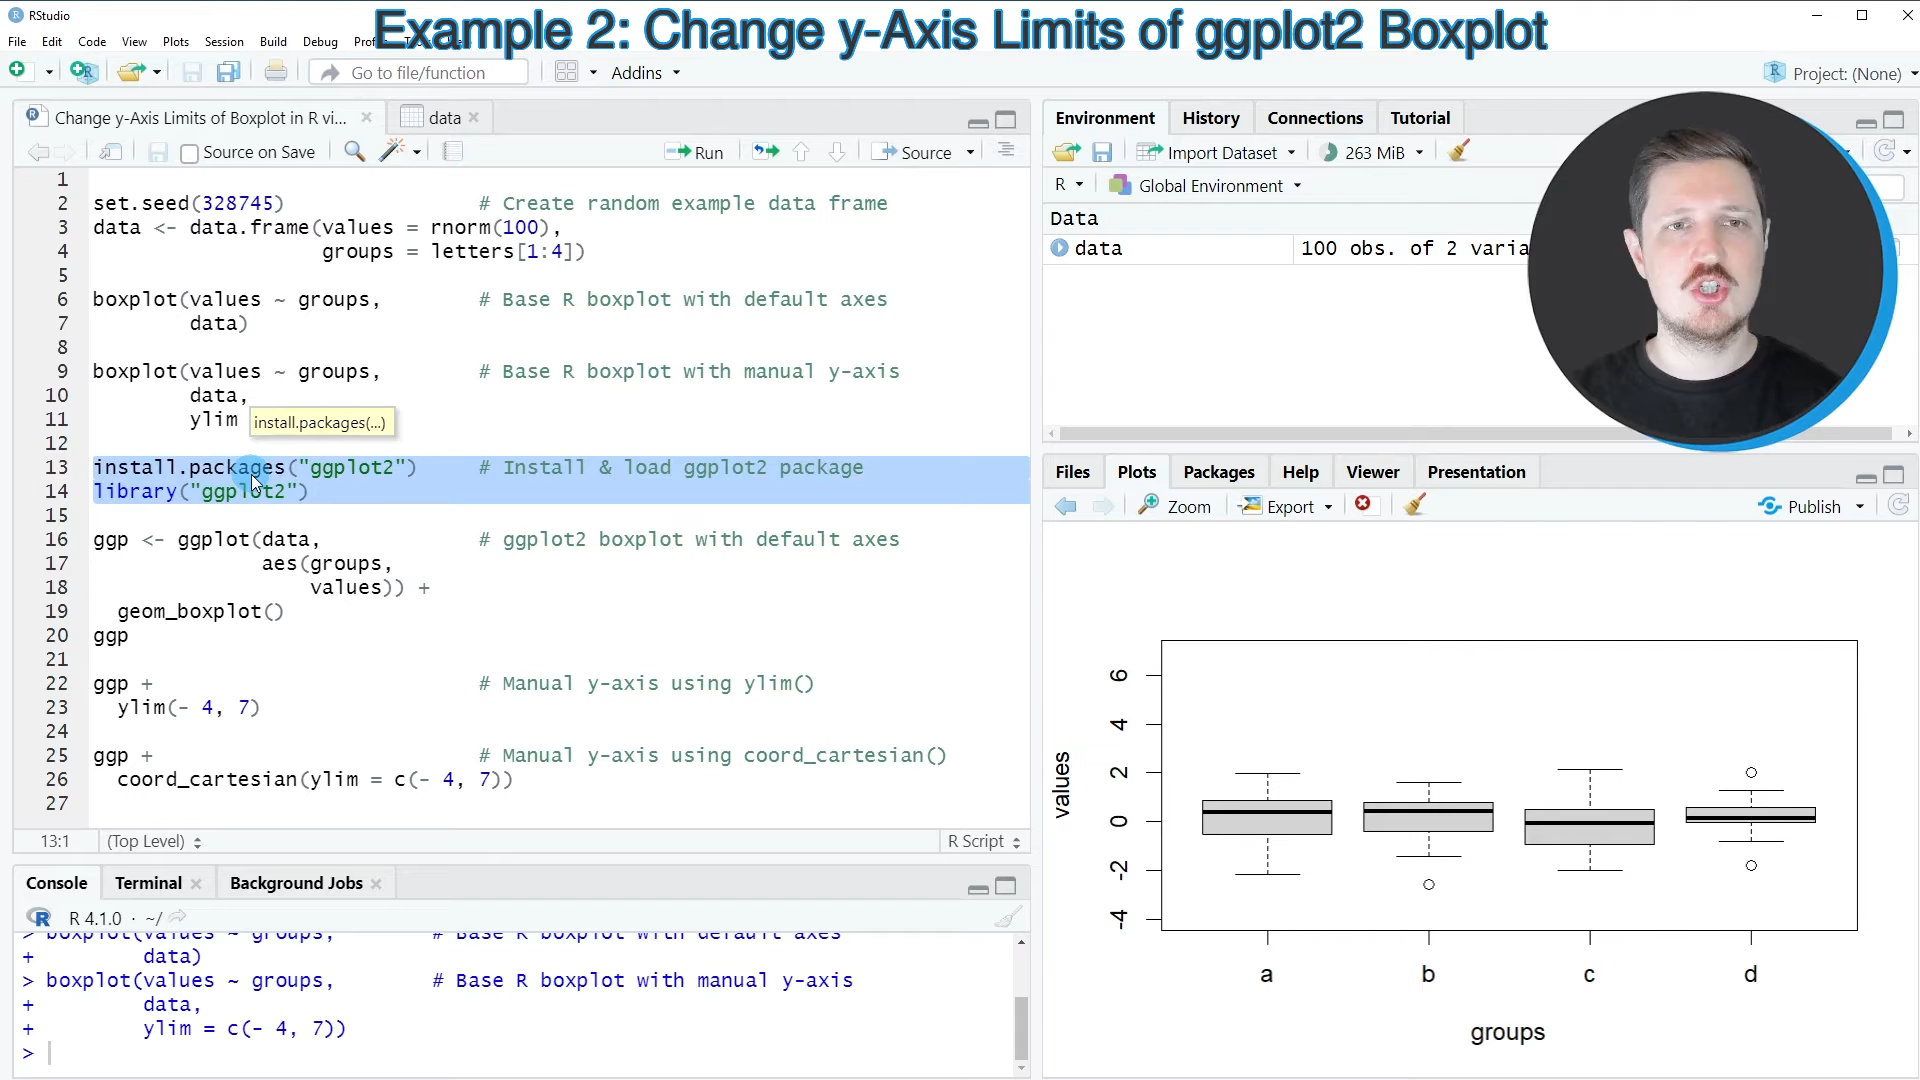 RStudio
Example 2: Change y-Axis Limits of ggplot2 Boxplot
File Edit Code View Plots Session Build Debug
Go to file/function
Addins
Project: (None)
Change y-Axis Limits of Boxplot in R vi...
data
Source on Save
Run
Source
1
2 set.seed(328745) # Create random example data frame
3 data <- data.frame(values = rnorm(100),
4 groups = letters[1:4])
5
6 boxplot(values ~ groups, # Base R boxplot with default axes
7 data)
8
9 boxplot(values ~ groups, # Base R boxplot with manual y-axis
10 data,
11 ylim
install.packages(...)
12
13 install.packages("ggplot2") # Install & load ggplot2 package
14 library("ggplot2")
15
16 ggp <- ggplot(data, # ggplot2 boxplot with default axes
17 aes(groups,
18 values)) +
19 geom_boxplot()
20 ggp
21
22 ggp + # Manual y-axis using ylim()
23 ylim(- 4, 7)
24
25 ggp + # Manual y-axis using coord_cartesian()
26 coord_cartesian(ylim = c(- 4, 7))
27
13:1 (Top Level) R Script
Console Terminal Background Jobs
R 4.1.0 · ~/
> boxplot(values ~ groups, # Base R boxplot with default axes
+ data)
> boxplot(values ~ groups, # Base R boxplot with manual y-axis
+ data,
+ ylim = c(- 4, 7))
>
Environment History Connections Tutorial
Import Dataset 263 MiB
R Global Environment
Data
data 100 obs. of 2 varia
Files Plots Packages Help Viewer Presentation
Zoom Export Publish
values
6
4
2
0
-2
-4
a b c d
groups